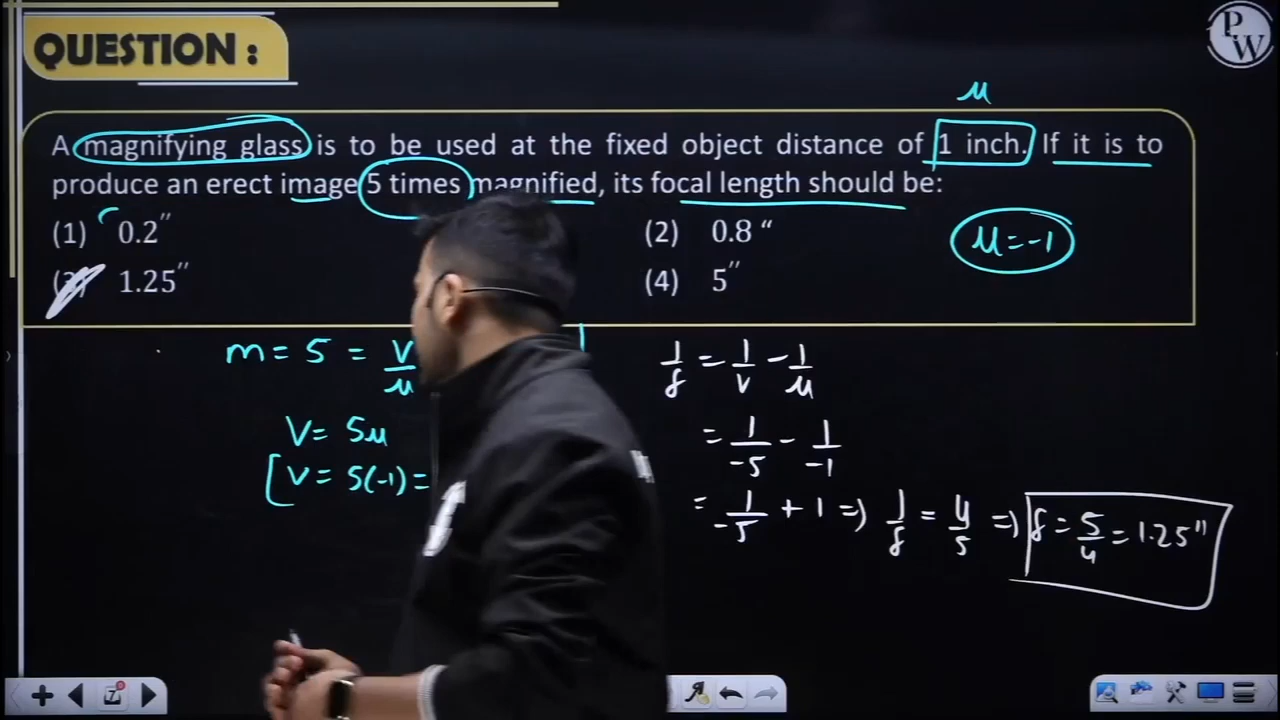 QUESTION :
P
W
u
A magnifying glass is to be used at the fixed object distance of 1 inch. If it is to
produce an erect image 5 times magnified, its focal length should be:
(1) 0.2″ (2) 0.8 “
u = -1
1.25″ (4) 5″
m = 5 = v/u
1/f = 1/v - 1/u
v = 5u
= 1/-5 - 1/-1
[v = 5(-1) =
= 1/-5 + 1 ⇒ 1/f = 4/5 ⇒ f = 5/4 = 1.25"
7